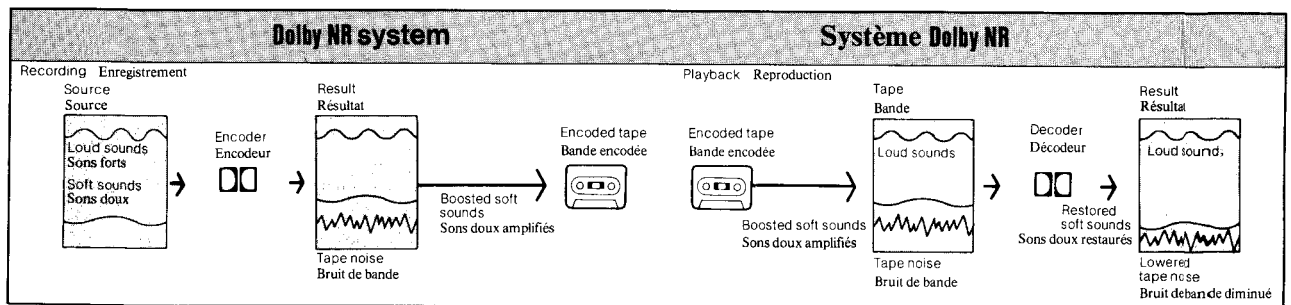 Dolby NR system
Système Dolby NR
Recording Enregistrement
Source
Source
Loud sounds
Sons forts
Soft sounds
Sons doux
Encoder
Encodeur
Result
Résultat
Tape noise
Bruit de bande
Boosted soft
sounds
Sons doux amplifiés
Encoded tape
Bande encodée
Playback Reproduction
Encoded tape
Bande encodée
Boosted soft sounds
Sons doux amplifiés
Tape
Bande
Loud sounds
Tape noise
Bruit de bande
Decoder
Décodeur
Restored
soft sounds
Sons doux restaurés
Result
Résultat
Loud sounds
Lowered
tape noise
Bruit de bande diminué